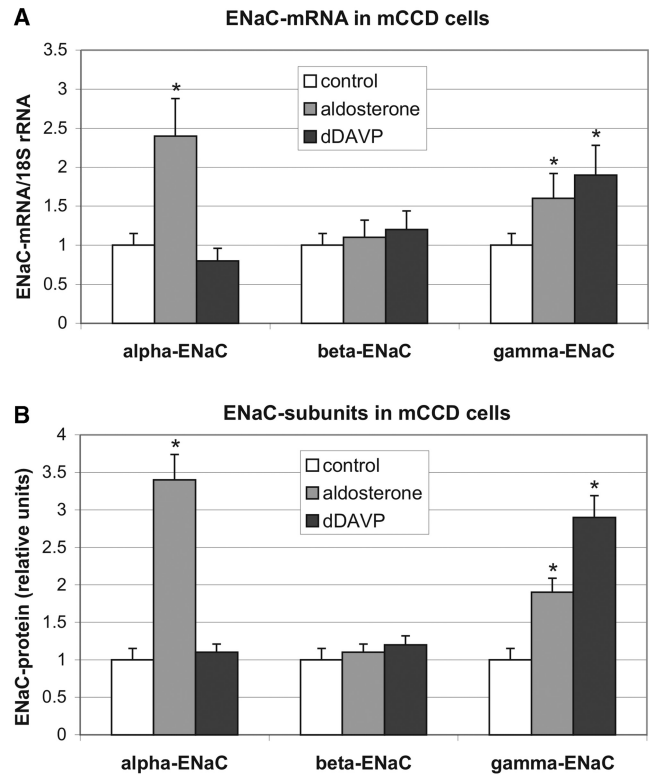 A
ENaC-mRNA in mCCD cells
ENaC-mRNA/18S rRNA
3.5
3
2.5
2
1.5
1
0.5
0
control
aldosterone
dDAVP
*
*
*
alpha-ENaC
beta-ENaC
gamma-ENaC
B
ENaC-subunits in mCCD cells
ENaC-protein (relative units)
4
3.5
3
2.5
2
1.5
1
0.5
0
control
aldosterone
dDAVP
*
*
*
alpha-ENaC
beta-ENaC
gamma-ENaC